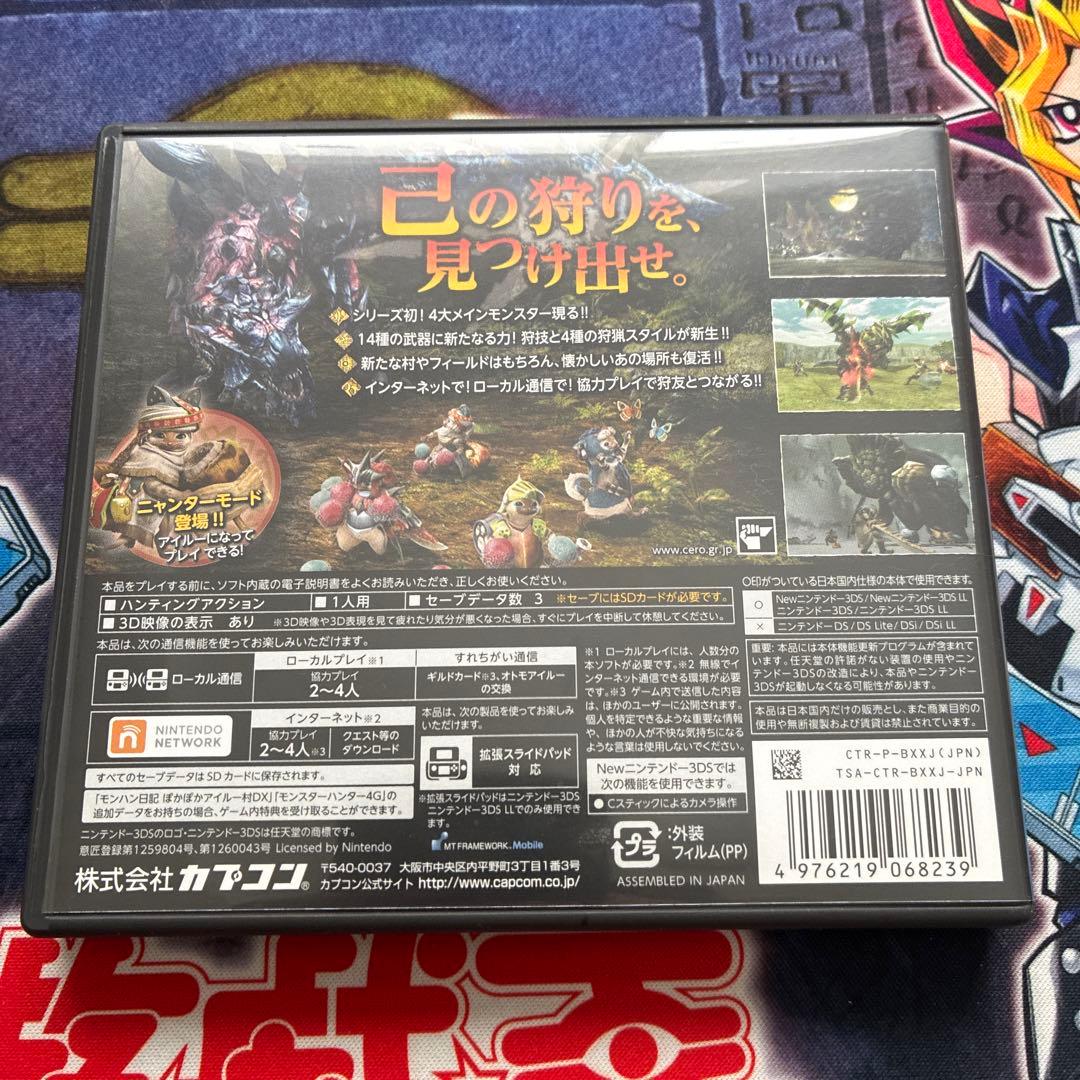 己の狩りを、
見つけ出せ。
シリーズ初！4大メインモンスター現る!!
14種の武器に新たなる力！狩技と4種の狩猟スタイルが新生!!
新たな村やフィールドはもちろん、懐かしいあの場所も復活!!
インターネットで！ローカル通信で！協力プレイで狩友とつながる!!
ニャンターモード
登場!!
アイルーになって
プレイできる!
www.cero.gr.jp
本品をプレイする前に、ソフト内蔵の電子説明書をよくお読みいただき、正しくお使いください。
■ハンティングアクション
■1人用
■セーブデータ数 3 ※セーブにはSDカードが必要です。
■3D映像の表示 あり ※3D映像や3D表現を見て疲れたり気分が悪くなった場合、すぐにプレイを中断して休憩してください。
本品は、次の通信機能を使ってお楽しみいただけます。
ローカル通信
ローカルプレイ※1
協力プレイ
2〜4人
すれちがい通信
ギルドカード※3、オトモアイルー
の交換
NINTENDO
NETWORK
インターネット※2
協力プレイ
2〜4人※3
クエスト等の
ダウンロード
すべてのセーブデータはSDカードに保存されます。
「モンハン日記 ぽかぽかアイルー村DX」「モンスターハンター4G」の
追加データをお持ちの場合、ゲーム内特典を受け取ることができます。
ニンテンドー3DSのロゴ・ニンテンドー3DSは任天堂の商標です。
意匠登録第1259804号、第1260043号 Licensed by Nintendo
本品は、次の製品を使ってお楽しみ
いただけます。
拡張スライドパッド
対応
※拡張スライドパッドはニンテンドー3DS
ニンテンドー3DS LLでのみ使用でき
ます。
MT FRAMEWORK Mobile
※1 ローカルプレイには、人数分の
本ソフトが必要です。※2 無線でイ
ンターネット通信できる環境が必要
です。※3 ゲーム内で送信した内容
は、ほかのユーザーに公開されます。
個人を特定できるような重要な情報
や、ほかの人が不快な気持ちになる
ような言葉は使用しないでください。
Newニンテンドー3DSでは
次の機能を使用できます。
●Cスティックによるカメラ操作
○印がついている日本国内仕様の本体で使用できます。
○
Newニンテンドー3DS/Newニンテンドー3DS LL
ニンテンドー3DS/ニンテンドー3DS LL
×
ニンテンドーDS/DS Lite/DSi/DSi LL
重要：本品には本体機能更新プログラムが含まれて
います。任天堂の許諾がない装置の使用やニン
テンドー3DSの改造により、本品やニンテンドー
3DSが起動しなくなる可能性があります。
本品は日本国内だけの販売とし、また商業目的の
使用や無断複製および賃貸は禁止されています。
CTR-P-BXXJ(JPN)
TSA-CTR-BXXJ-JPN
4 976219 068239
プラ
:外装
フィルム(PP)
ASSEMBLED IN JAPAN
株式会社カプコン®
〒540-0037 大阪市中央区内平野町3丁目1番3号
カプコン公式サイト http://www.capcom.co.jp/